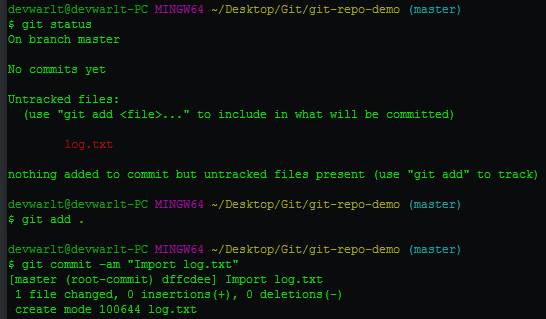 devwarlt@devwarlt-PC MINGW64 ~/Desktop/Git/git-repo-demo (master)
$ git status
On branch master
No commits yet
Untracked files:
(use "git add <file>..." to include in what will be committed)
log.txt
nothing added to commit but untracked files present (use "git add" to track)
devwarlt@devwarlt-PC MINGW64 ~/Desktop/Git/git-repo-demo (master)
$ git add .
devwarlt@devwarlt-PC MINGW64 ~/Desktop/Git/git-repo-demo (master)
$ git commit -am "Import log.txt"
[master (root-commit) dffcdee] Import log.txt
1 file changed, 0 insertions(+), 0 deletions(-)
create mode 100644 log.txt